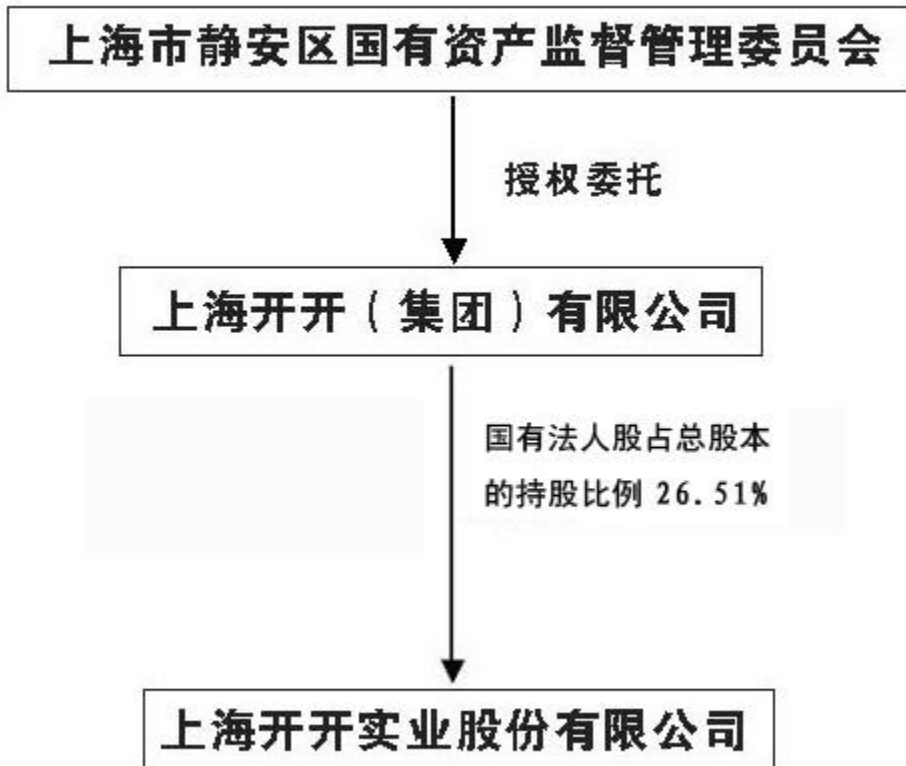 上海市静安区国有资产监督管理委员会
授权委托
上海开开（集团）有限公司
国有法人股占总股本
的持股比例 26.51%
上海开开实业股份有限公司